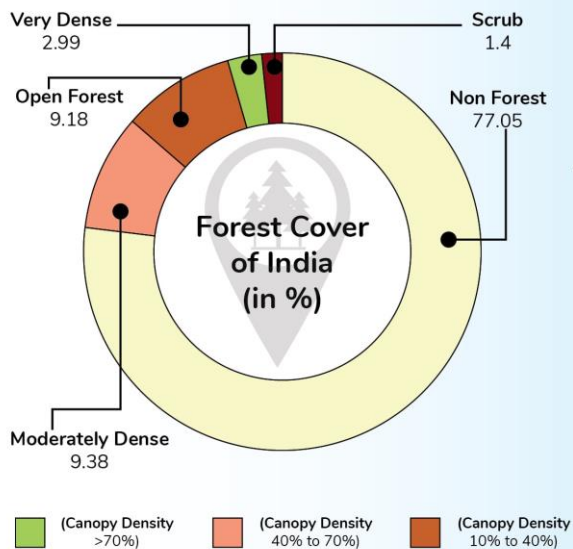 Very Dense
2.99
Scrub
1.4
Open Forest
9.18
Non Forest
77.05
Forest Cover
of India
(in %)
Moderately Dense
9.38
(Canopy Density
>70%)
(Canopy Density
40% to 70%)
(Canopy Density
10% to 40%)